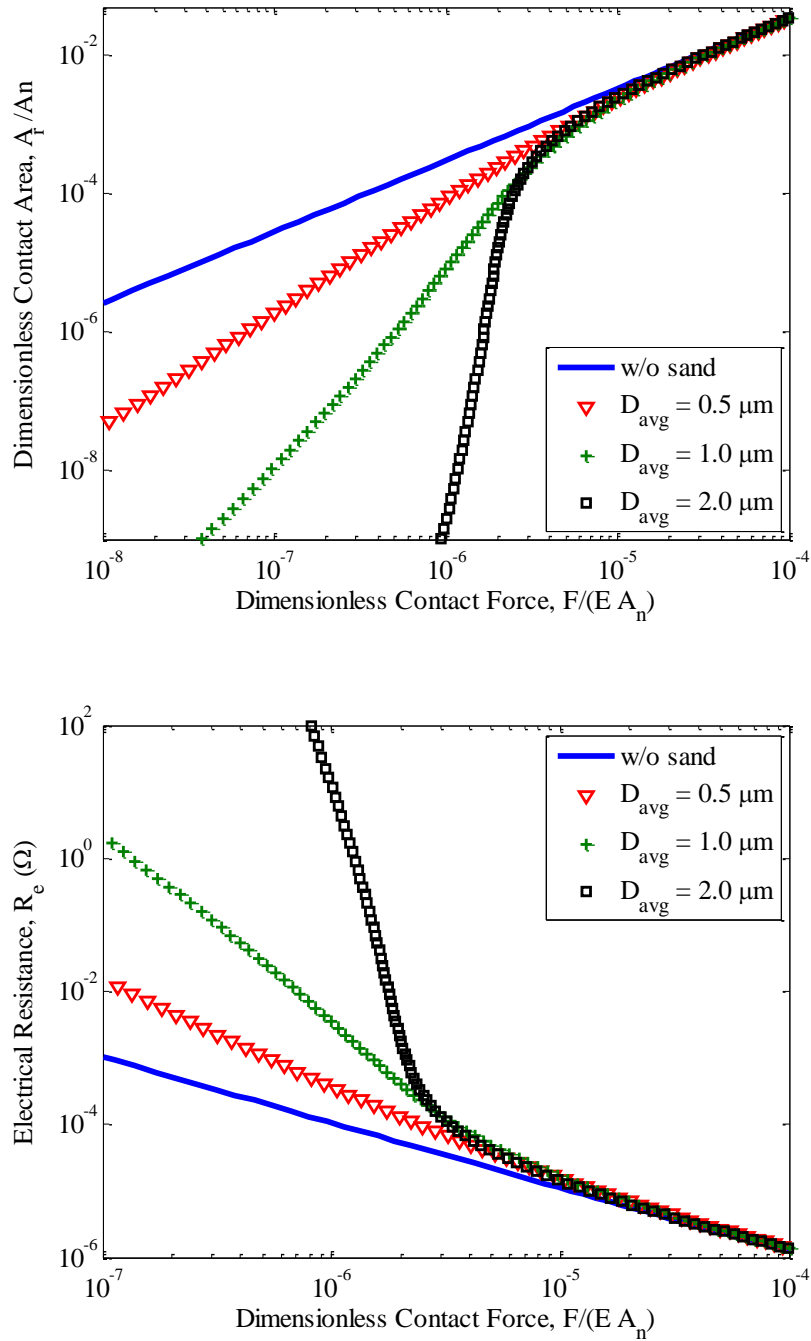 Dimensionless Contact Area, A_r /An
10^-2
10^-4
10^-6
10^-8
w/o sand
D_avg = 0.5 μm
D_avg = 1.0 μm
D_avg = 2.0 μm
10^-8 10^-7 10^-6 10^-5 10^-4
Dimensionless Contact Force, F/(E A_n)
Electrical Resistance, R_e (Ω)
10^2
10^0
10^-2
10^-4
10^-6
w/o sand
D_avg = 0.5 μm
D_avg = 1.0 μm
D_avg = 2.0 μm
10^-7 10^-6 10^-5 10^-4
Dimensionless Contact Force, F/(E A_n)